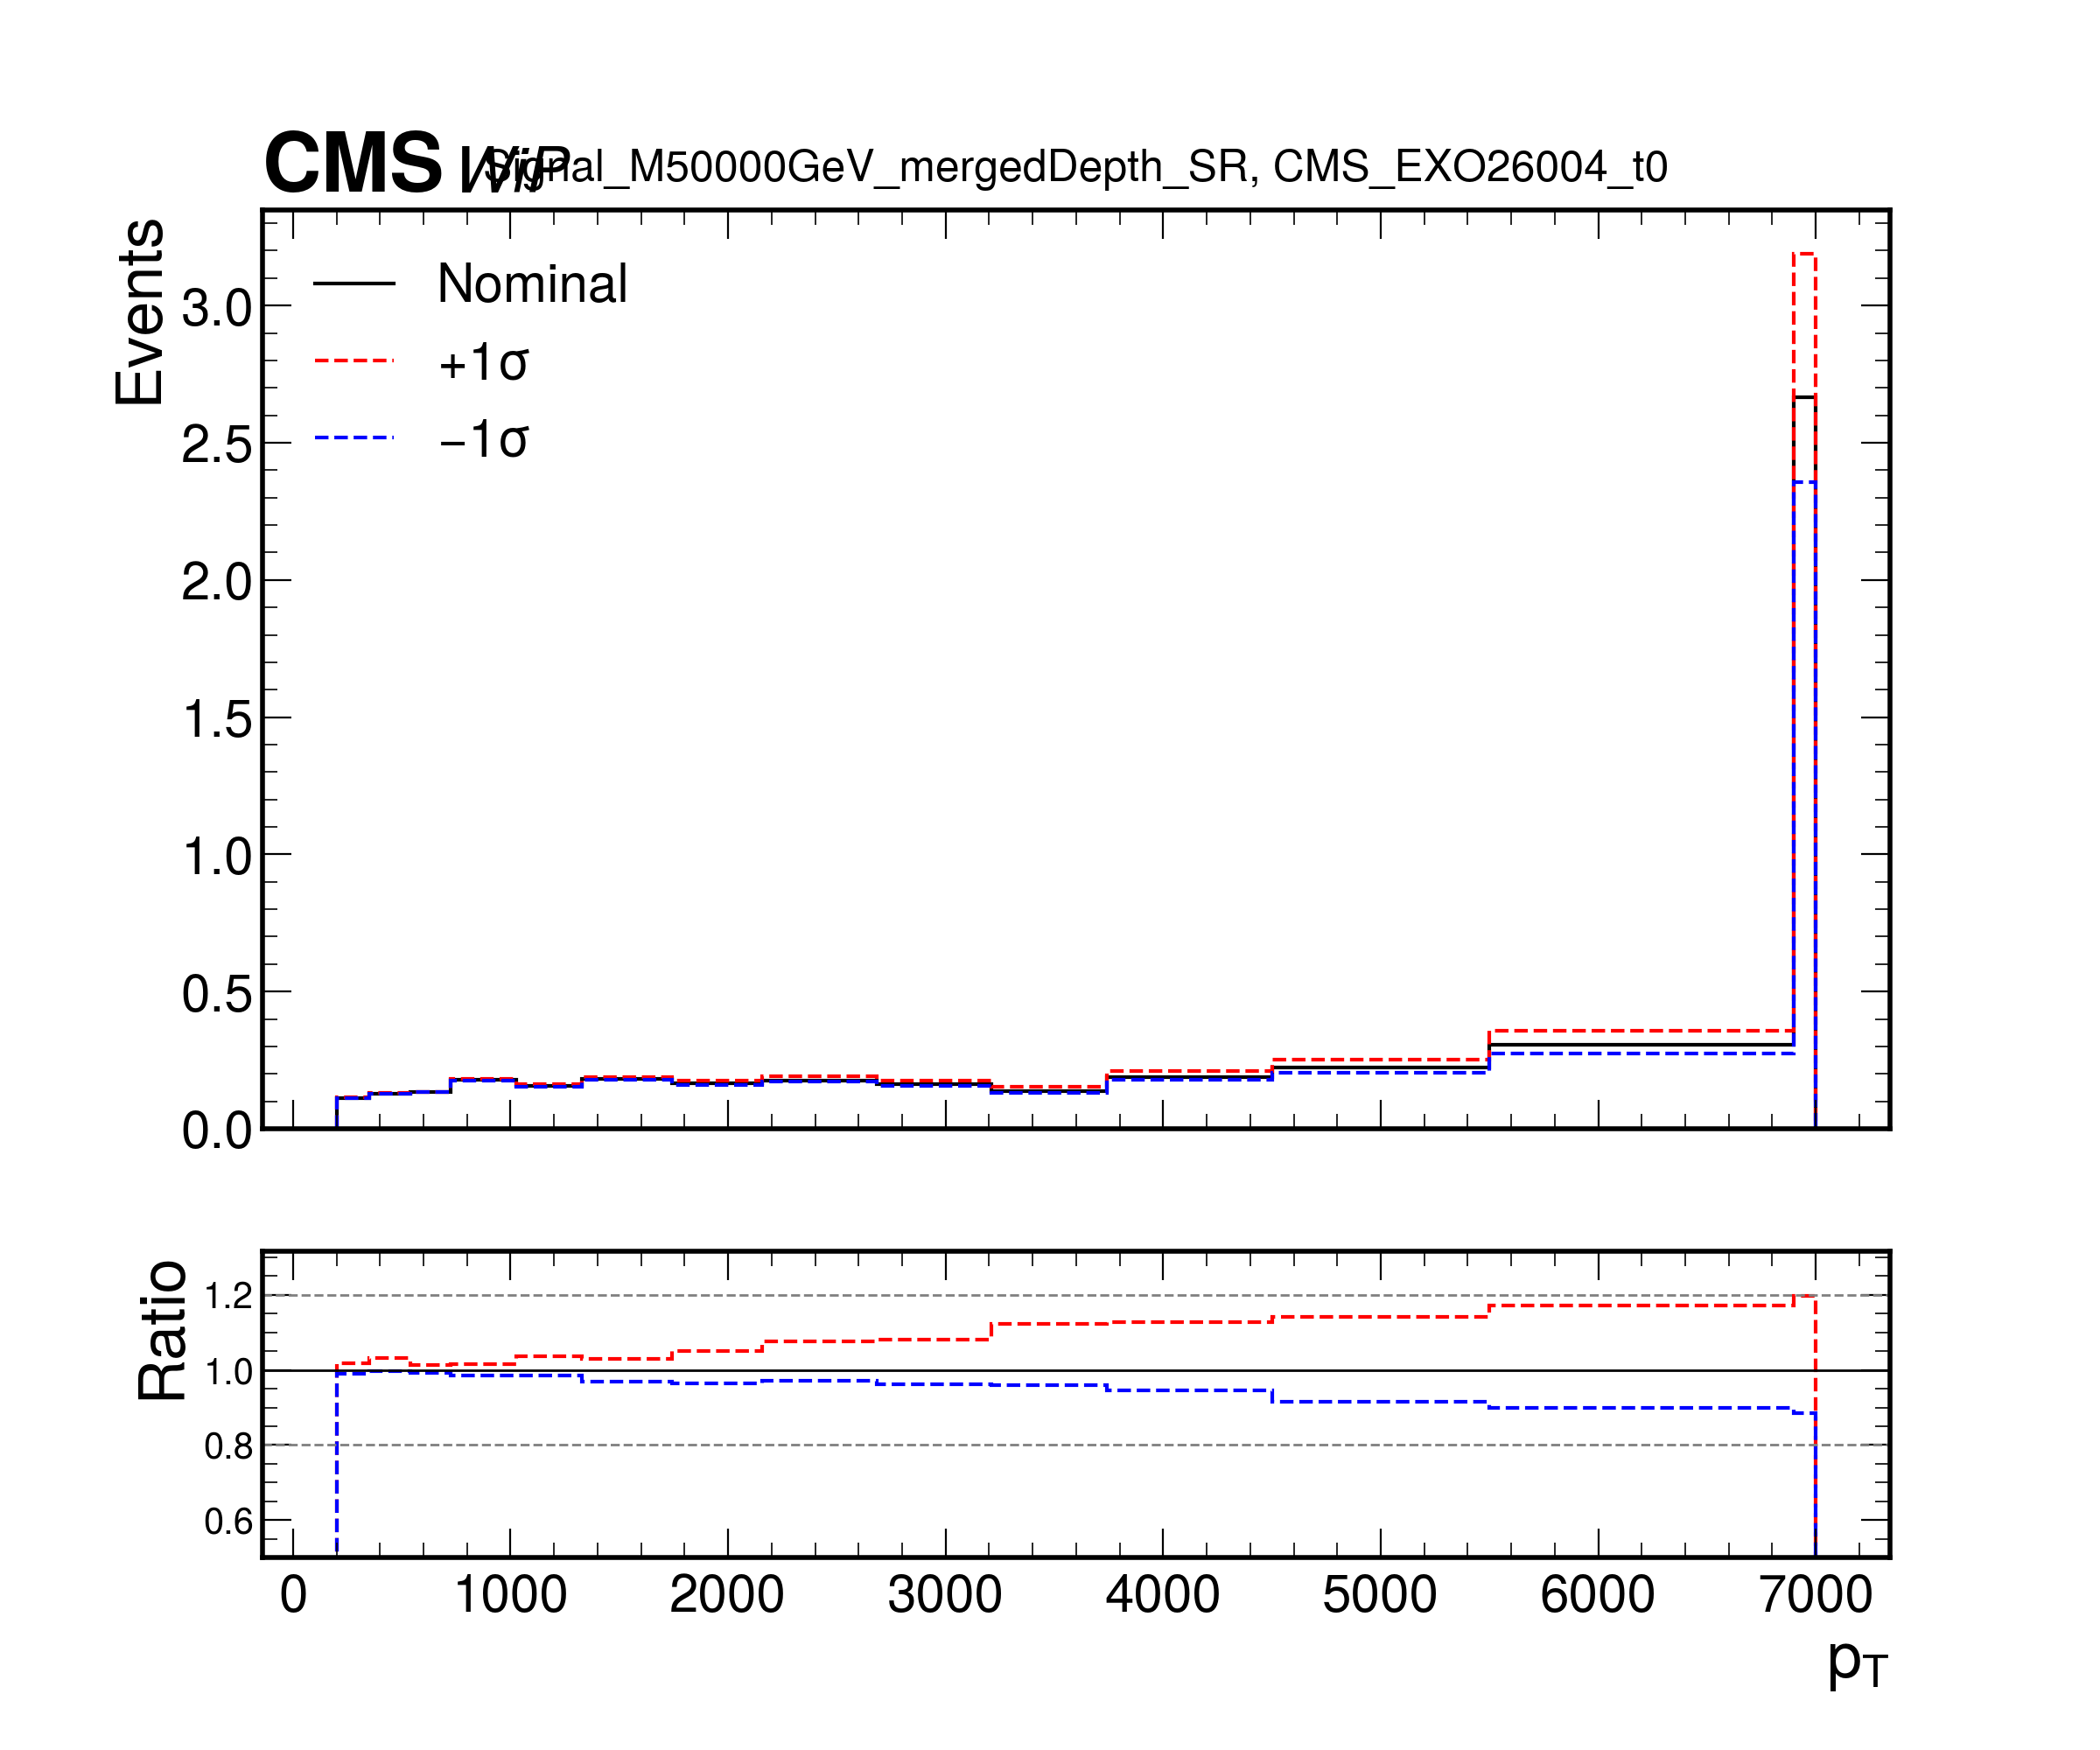 CMS WiP Signal_M50000GeV_mergedDepth_SR, CMS_EXO26004_t0
Events
3.0
2.5
2.0
1.5
1.0
0.5
0.0
Nominal
+1σ
−1σ
Ratio
1.2
1.0
0.8
0.6
0 1000 2000 3000 4000 5000 6000 7000
pT